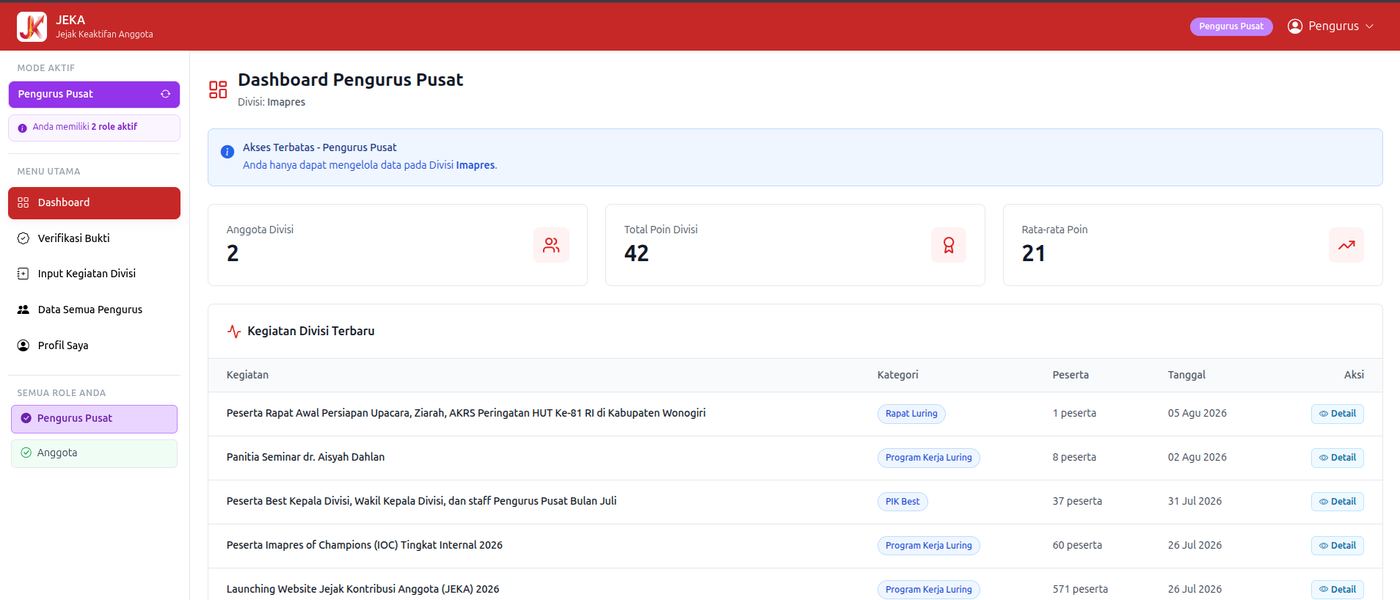 JEKA
Jejak Keaktifan Anggota
Pengurus Pusat
Pengurus
MODE AKTIF
Pengurus Pusat
Anda memiliki 2 role aktif
MENU UTAMA
Dashboard
Verifikasi Bukti
Input Kegiatan Divisi
Data Semua Pengurus
Profil Saya
SEMUA ROLE ANDA
Pengurus Pusat
Anggota
Dashboard Pengurus Pusat
Divisi: Imapres
Akses Terbatas - Pengurus Pusat
Anda hanya dapat mengelola data pada Divisi Imapres.
Anggota Divisi
2
Total Poin Divisi
42
Rata-rata Poin
21
Kegiatan Divisi Terbaru
Kegiatan Kategori Peserta Tanggal Aksi
Peserta Rapat Awal Persiapan Upacara, Ziarah, AKRS Peringatan HUT Ke-81 RI di Kabupaten Wonogiri Rapat Luring 1 peserta 05 Agu 2026 Detail
Panitia Seminar dr. Aisyah Dahlan Program Kerja Luring 8 peserta 02 Agu 2026 Detail
Peserta Best Kepala Divisi, Wakil Kepala Divisi, dan staff Pengurus Pusat Bulan Juli PIK Best 37 peserta 31 Jul 2026 Detail
Peserta Imapres of Champions (IOC) Tingkat Internal 2026 Program Kerja Luring 60 peserta 26 Jul 2026 Detail
Launching Website Jejak Kontribusi Anggota (JEKA) 2026 Program Kerja Luring 571 peserta 26 Jul 2026 Detail